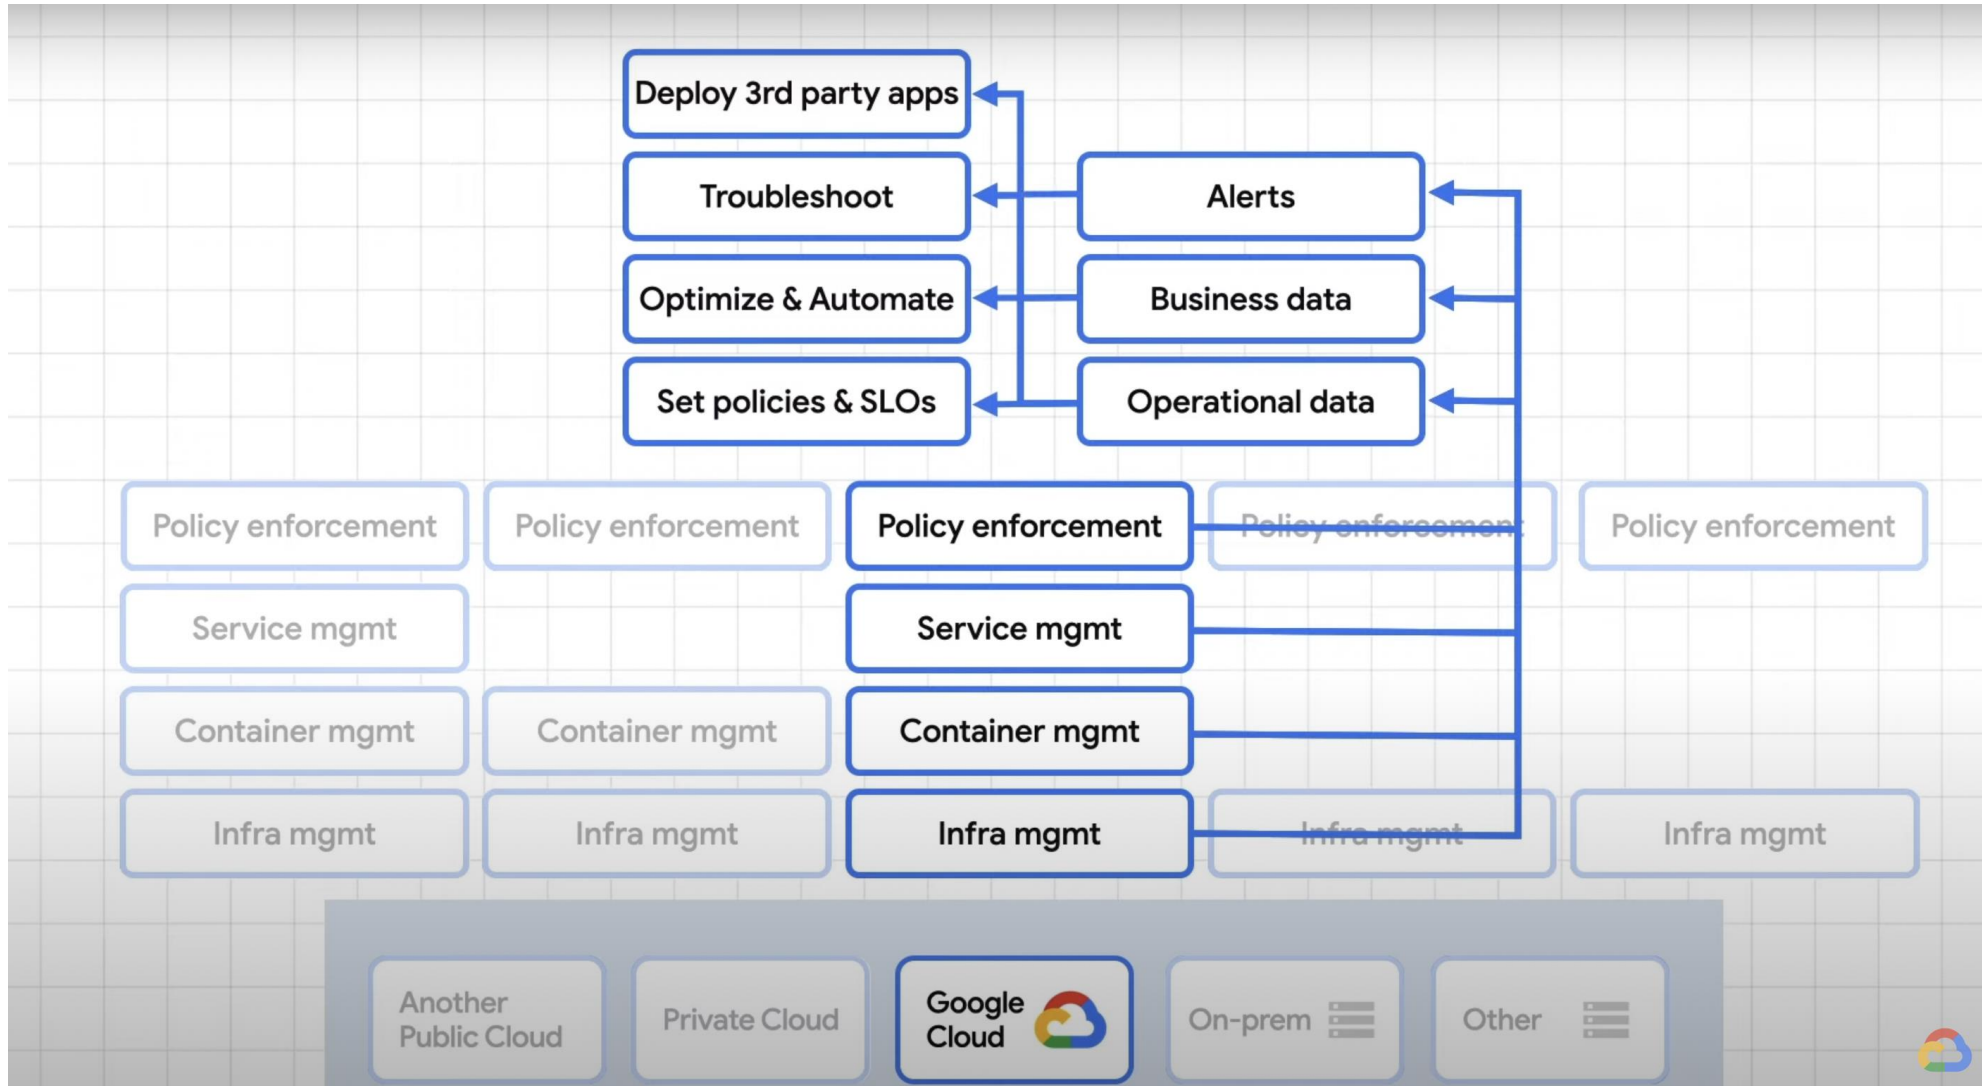 Deploy 3rd party apps
Troubleshoot
Alerts
Optimize & Automate
Business data
Set policies & SLOs
Operational data
Policy enforcement
Policy enforcement
Policy enforcement
Policy enforcement
Policy enforcement
Service mgmt
Service mgmt
Container mgmt
Container mgmt
Container mgmt
Infra mgmt
Infra mgmt
Infra mgmt
Infra mgmt
Infra mgmt
Another
Public Cloud
Private Cloud
Google
Cloud
On-prem
Other